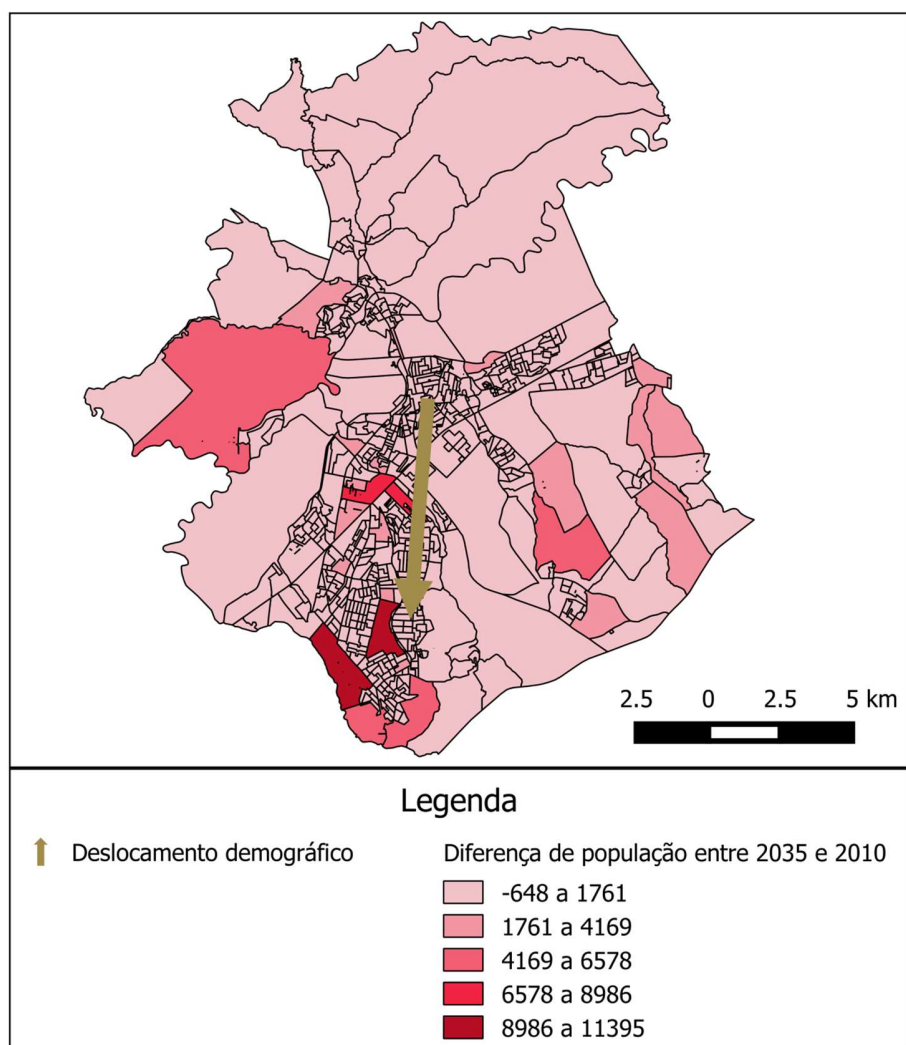 2.5 0 2.5 5 km
Legenda
Deslocamento demográfico
Diferença de população entre 2035 e 2010
-648 a 1761
1761 a 4169
4169 a 6578
6578 a 8986
8986 a 11395